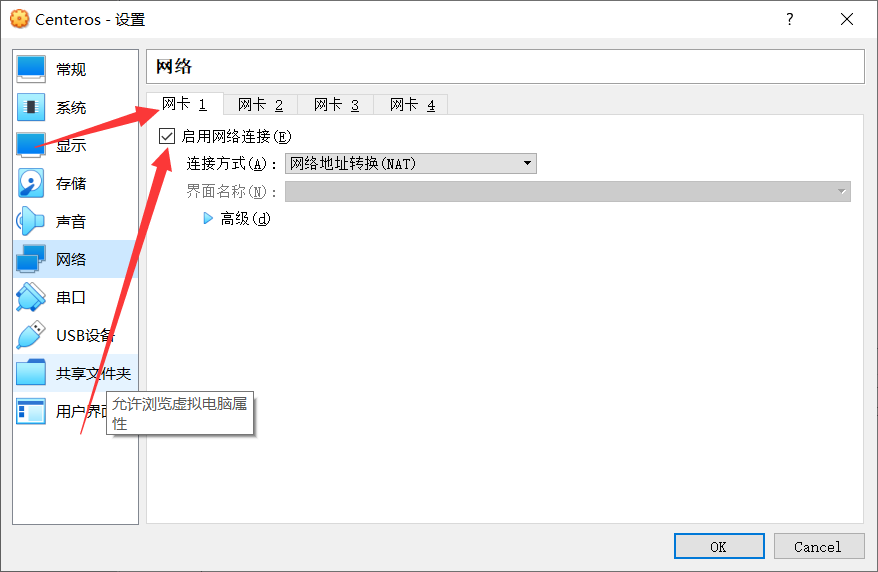 Centeros - 设置
?
常规
系统
显示
存储
声音
网络
串口
USB设备
共享文件夹
用户界
允许浏览虚拟电脑属
性
网络
网卡 1 网卡 2 网卡 3 网卡 4
启用网络连接(E)
连接方式(A)： 网络地址转换(NAT)
界面名称(N)：
高级(d)
OK Cancel